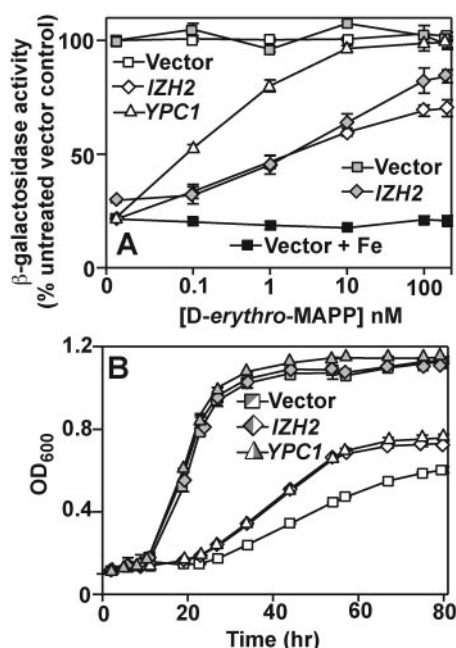 β-galactosidase activity
(% untreated vector control)
100
50
0
Vector
IZH2
YPC1
Vector
IZH2
Vector + Fe
A
0
0.1
1
10
100
[D-erythro-MAPP] nM
B
OD600
1.2
0.8
0.4
0
Vector
IZH2
YPC1
0
20
40
60
80
Time (hr)